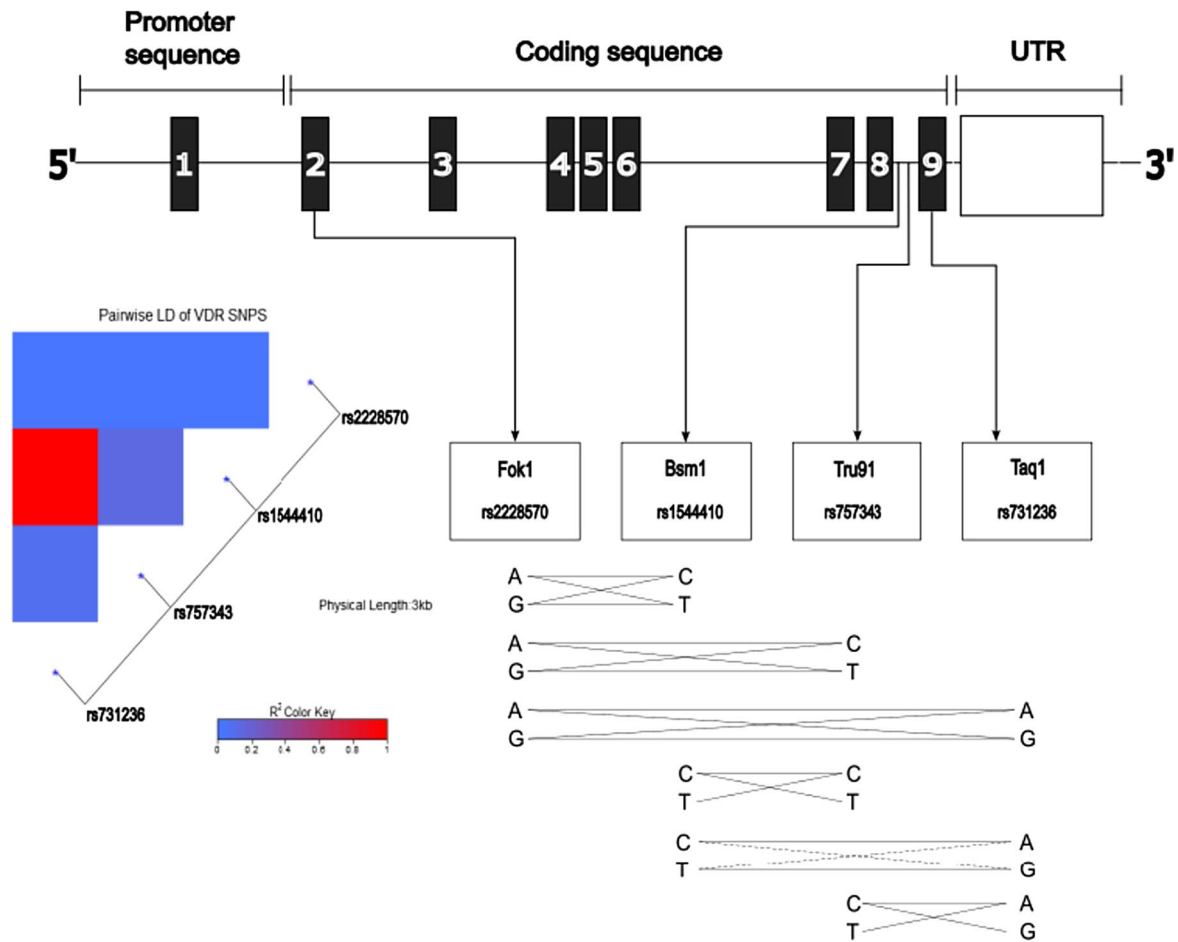 Promoter
sequence
Coding sequence
UTR
5' 1 2 3 4 5 6 7 8 9 3'
Pairwise LD of VDR SNPS
rs2228570
rs1544410
rs757343
rs731236
Physical Length:3kb
R² Color Key
0 0.2 0.4 0.6 0.8 1
Fok1
rs2228570
Bsm1
rs1544410
Tru91
rs757343
Taq1
rs731236
A C
G T
A C
G T
A A
G G
C C
T T
C A
T G
C A
T G